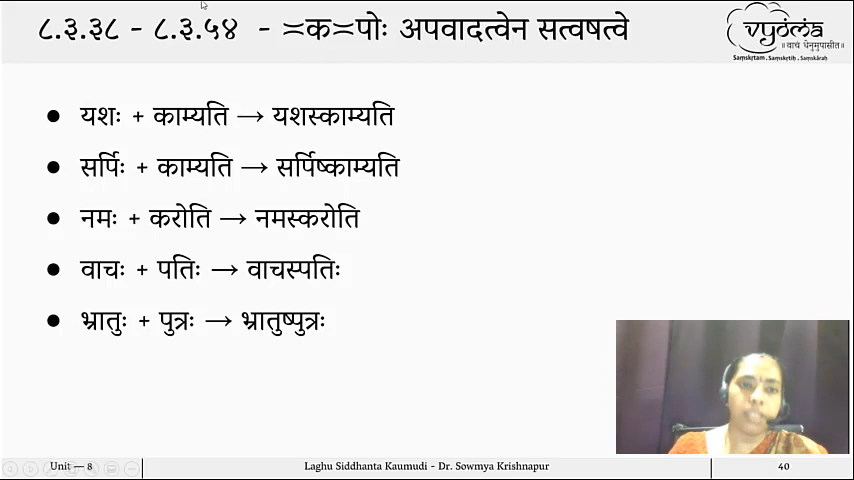 ८.३.३८ - ८.३.५४ - ≍क≍पोः अपवादत्वेन सत्वषत्वे
vyoma
॥ वाचं धेनुमुपासीत ॥
Saṃskṛtam . Saṃskṛtiḥ . Saṃskāraḥ
● यशः + काम्यति → यशस्काम्यति
● सर्पिः + काम्यति → सर्पिष्काम्यति
● नमः + करोति → नमस्करोति
● वाचः + पतिः → वाचस्पतिः
● भ्रातुः + पुत्रः → भ्रातुष्पुत्रः
Unit — 8 Laghu Siddhanta Kaumudi - Dr. Sowmya Krishnapur 40